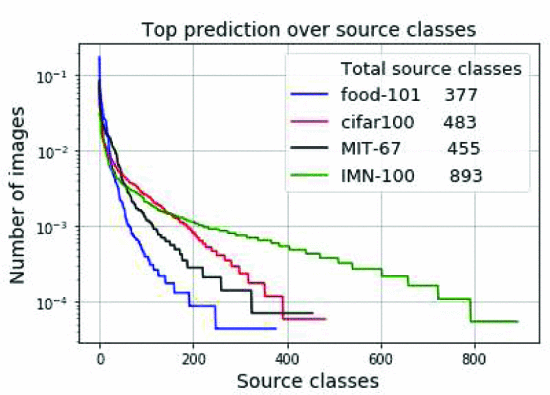 Top prediction over source classes
Total source classes
food-101 377
cifar100 483
MIT-67 455
IMN-100 893
Number of images
10⁻¹
10⁻²
10⁻³
10⁻⁴
0 200 400 600 800
Source classes